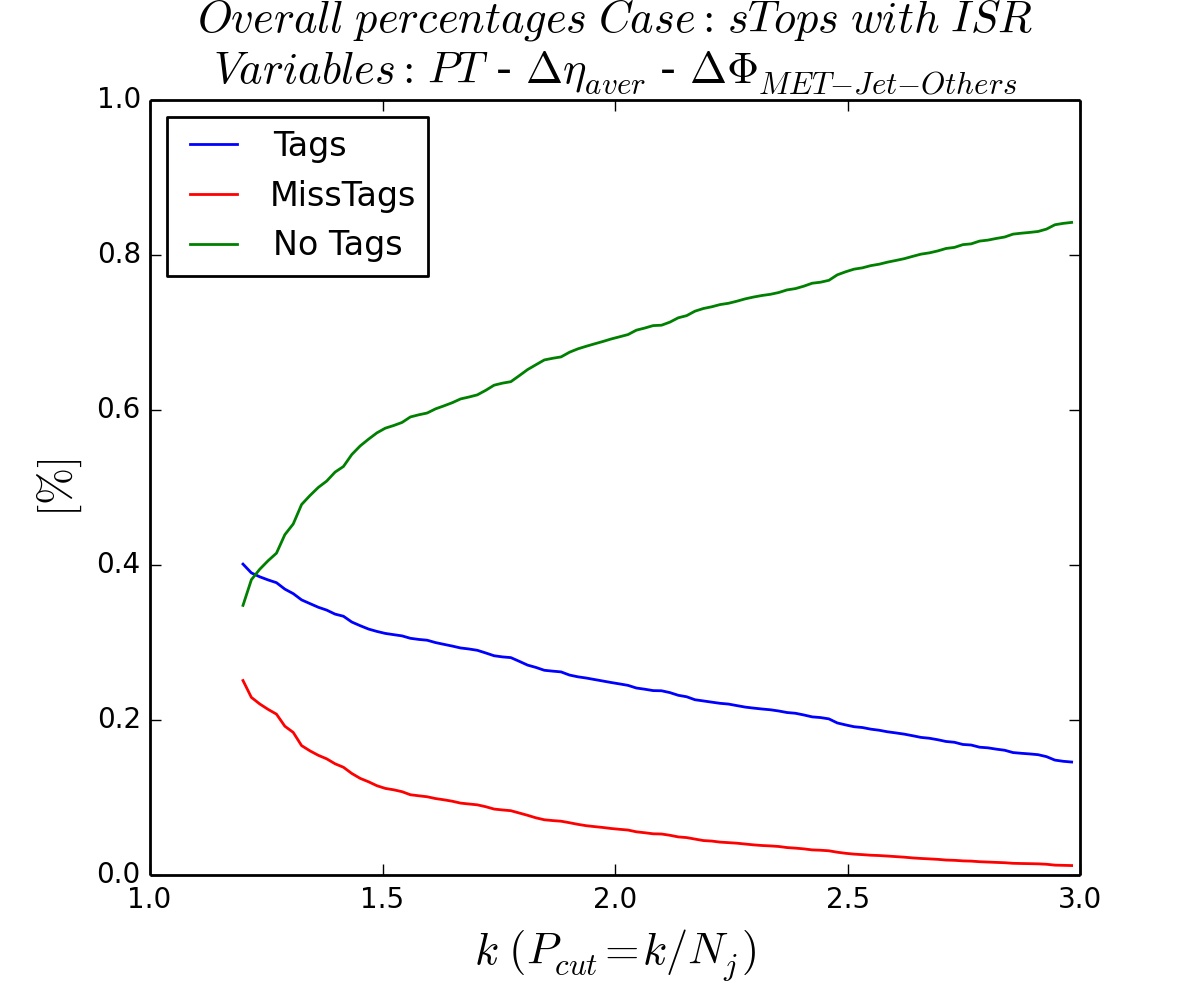 Overall percentages Case: sTops with ISR
Variables: PT - Δη_aver - ΔΦ_MET−Jet−Others
1.0
Tags
MissTags
No Tags
0.8
0.6
[%]
0.4
0.2
0.0
1.0 1.5 2.0 2.5 3.0
k (P_cut=k/N_j)